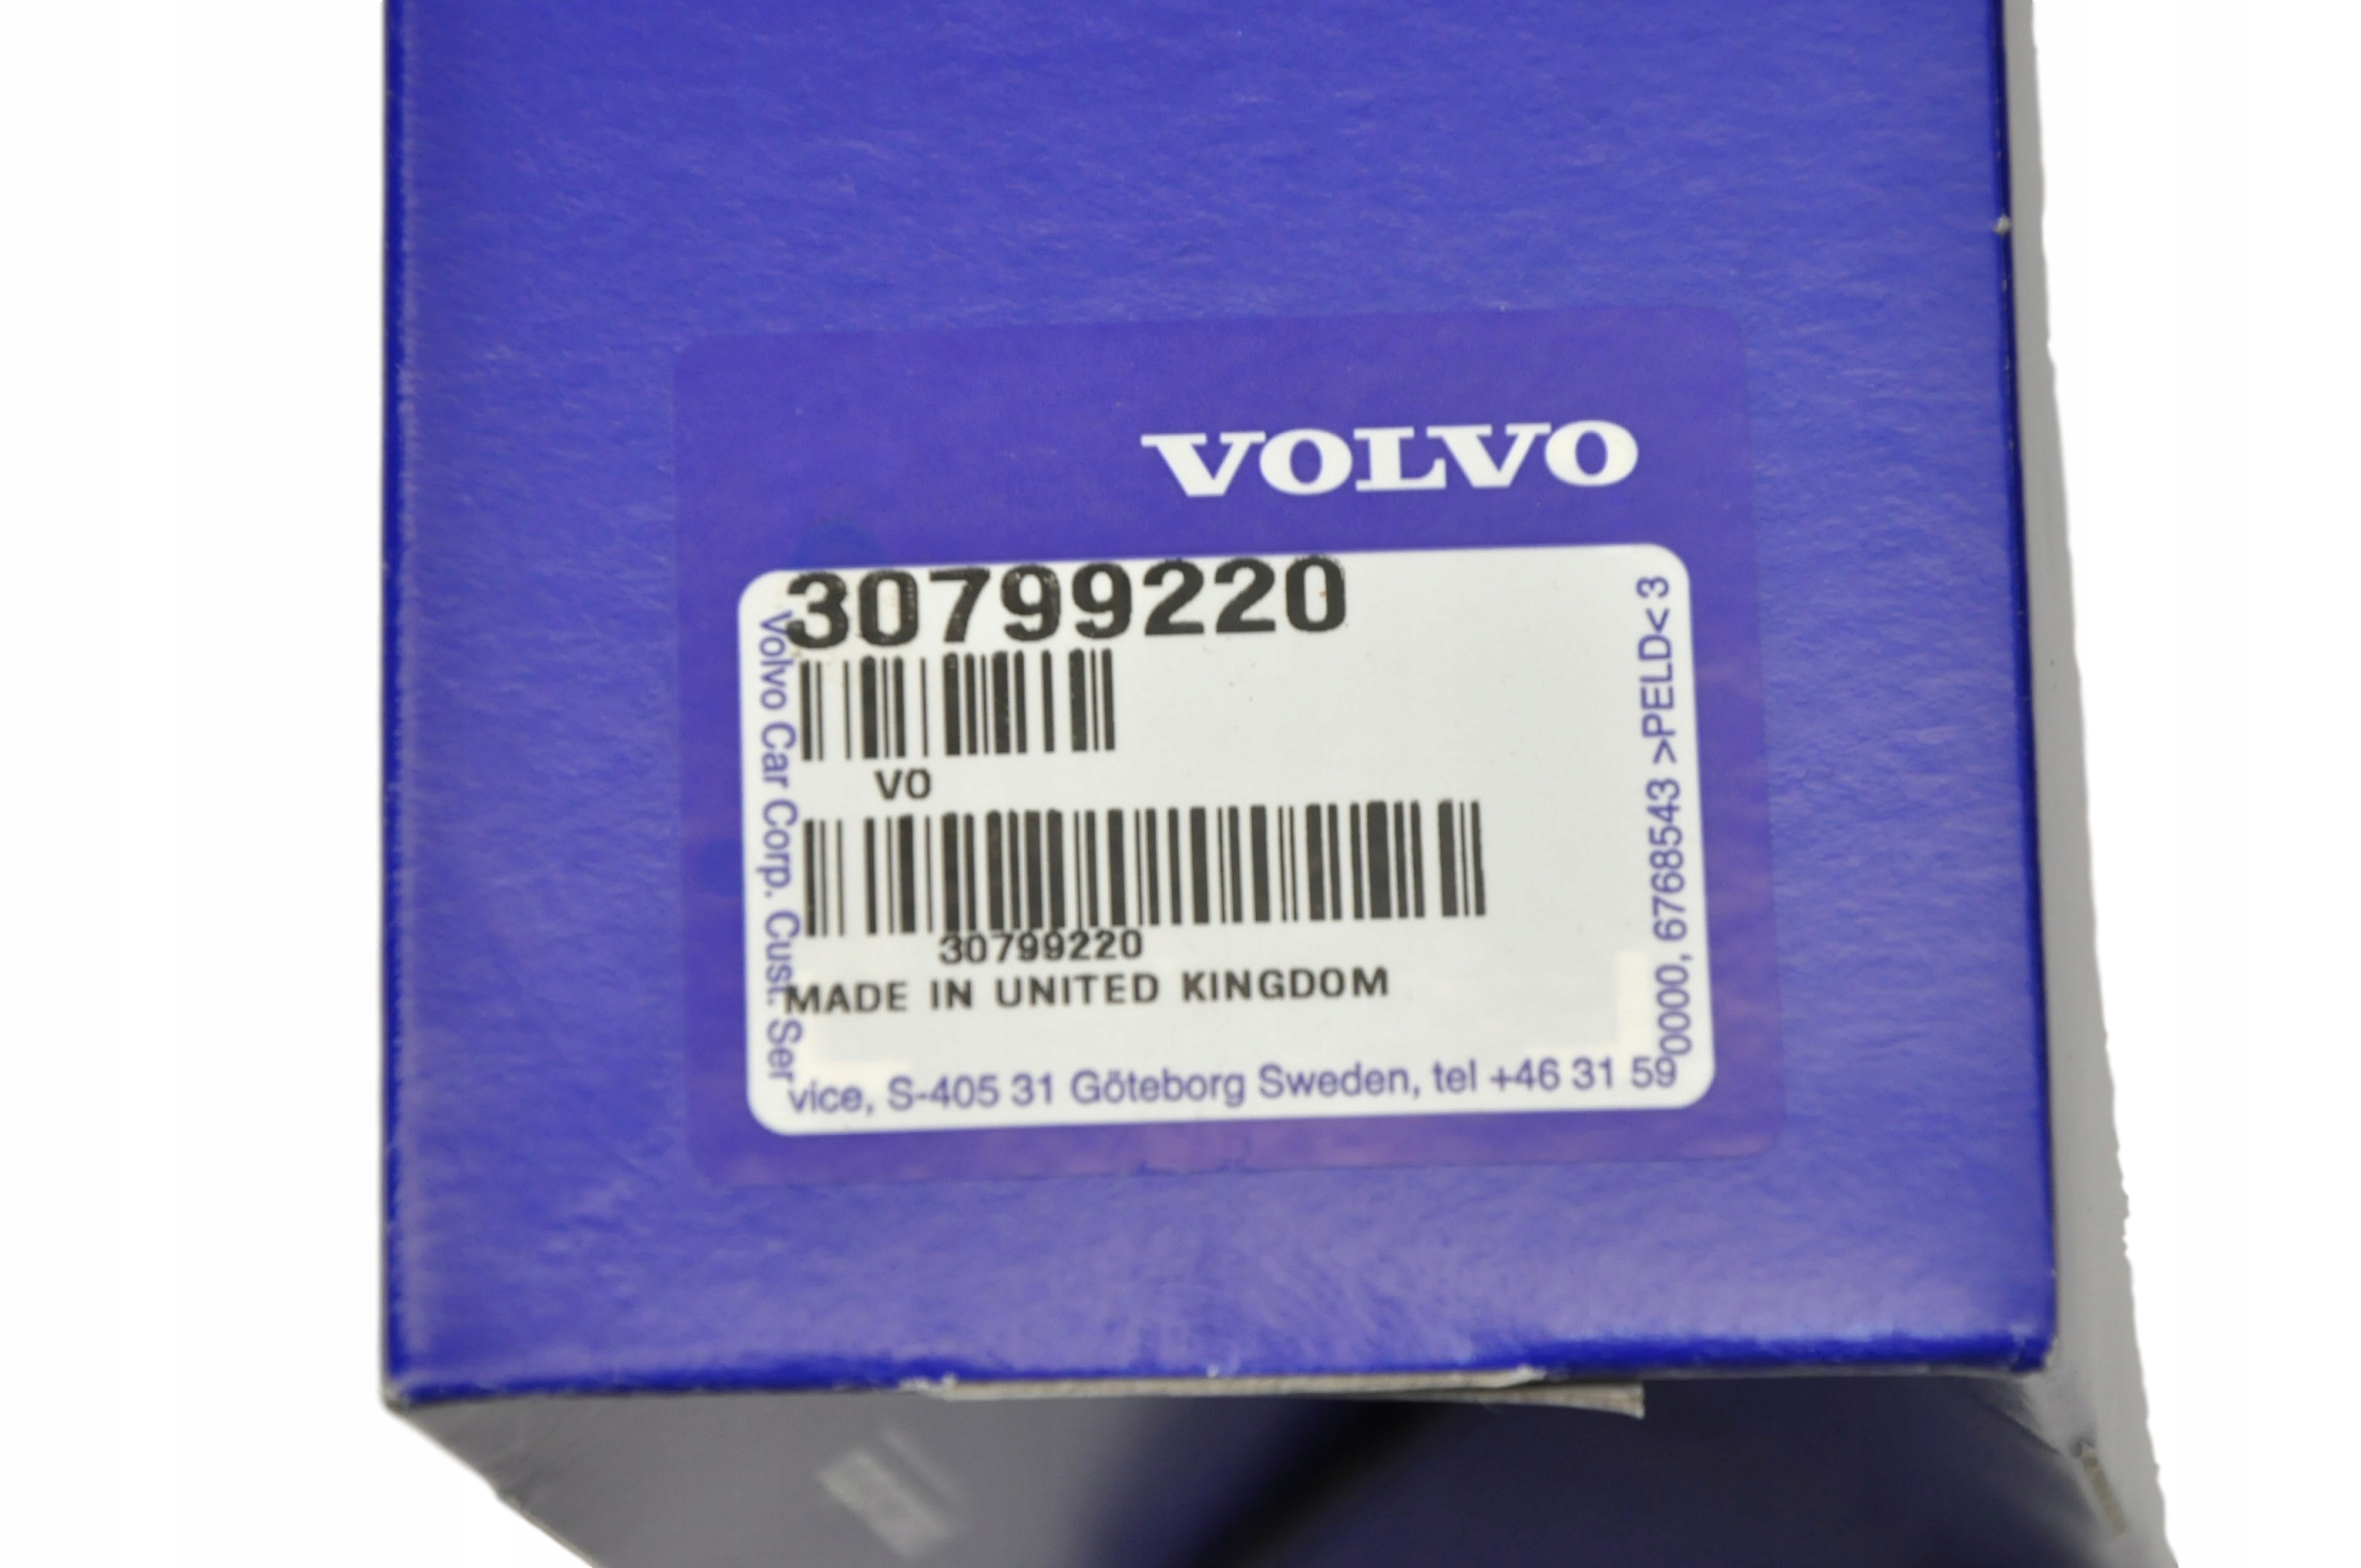 VOLVO
30799220
VO
30799220
MADE IN UNITED KINGDOM
Volvo Car Corp. Cust. Service, S-405 31 Göteborg Sweden, tel +46 31 590000, 6768543 >PELD< 3